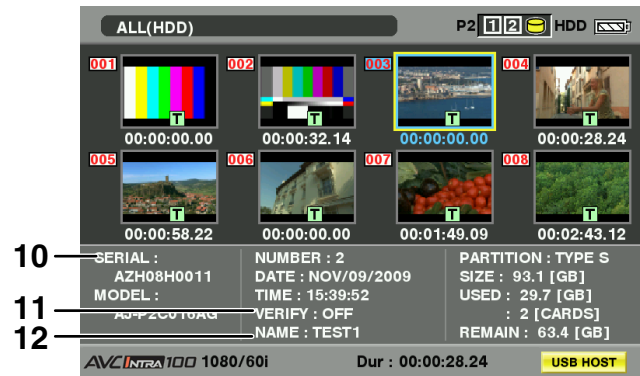 ALL(HDD)
P2 1 2 HDD
001 002 003 004
T T T T
00:00:00.00 00:00:32.14 00:00:00.00 00:00:28.24
005 006 007 008
T T T T
00:00:58.22 00:00:00.00 00:01:49.09 00:02:43.12
10
SERIAL :
AZH08H0011
MODEL :
AJ-P2C016AG
NUMBER : 2
DATE : NOV/09/2009
TIME : 15:39:52
11
VERIFY : OFF
12
NAME : TEST1
PARTITION : TYPE S
SIZE : 93.1 [GB]
USED : 29.7 [GB]
: 2 [CARDS]
REMAIN : 63.4 [GB]
AVC INTRA 100 1080/60i Dur : 00:00:28.24 USB HOST